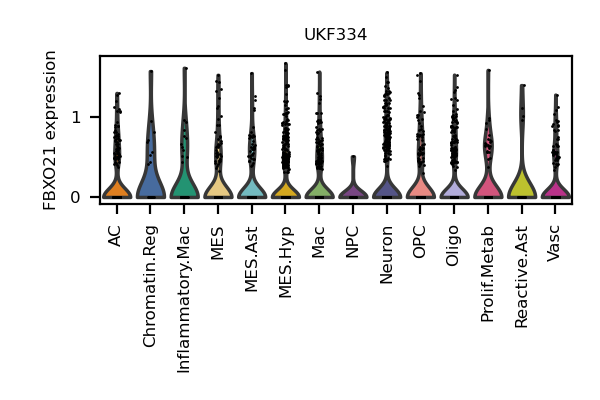 UKF334
FBXO21 expression
1
0
AC
Chromatin.Reg
Inflammatory.Mac
MES
MES.Ast
MES.Hyp
Mac
NPC
Neuron
OPC
Oligo
Prolif.Metab
Reactive.Ast
Vasc